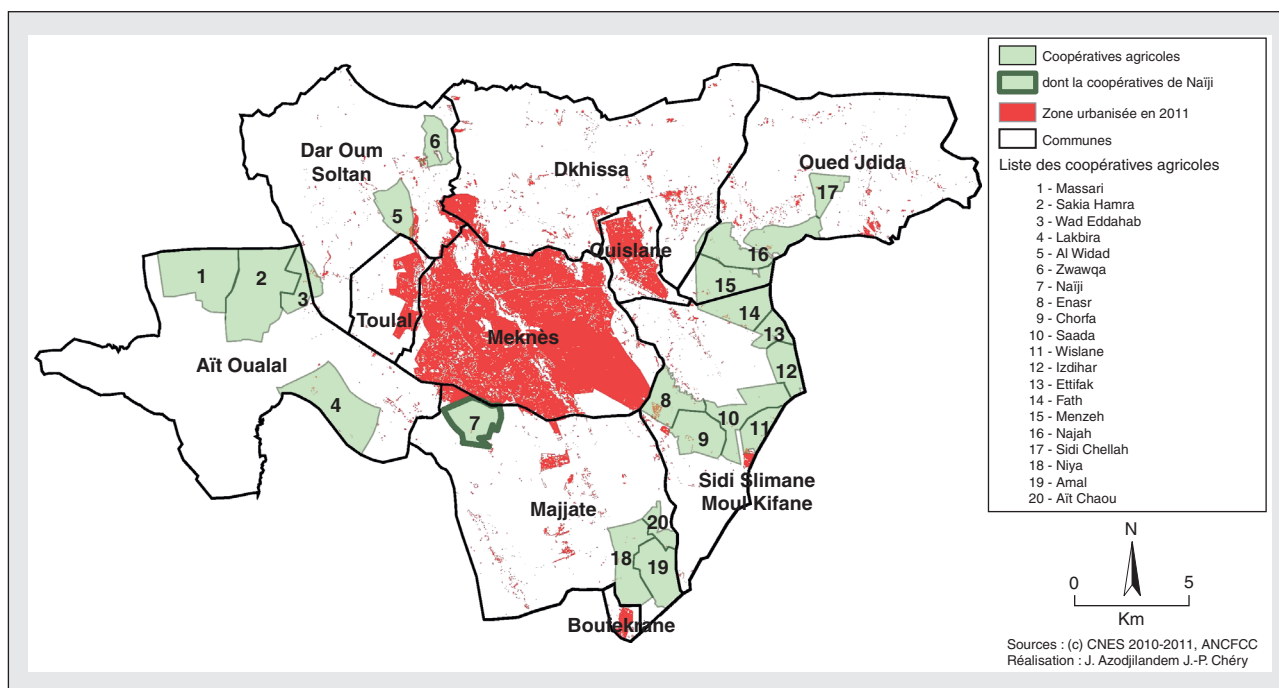 Coopératives agricoles
dont la coopératives de Naïji
Zone urbanisée en 2011
Communes
Liste des coopératives agricoles
1 - Massari
2 - Sakia Hamra
3 - Wad Eddahab
4 - Lakbira
5 - Al Widad
6 - Zwawqa
7 - Naïji
8 - Enasr
9 - Chorfa
10 - Saada
11 - Wislane
12 - Izdihar
13 - Ettifak
14 - Fath
15 - Menzeh
16 - Najah
17 - Sidi Chellah
18 - Niya
19 - Amal
20 - Aït Chaou
N
0 5
Km
Sources : (c) CNES 2010-2011, ANCFCC
Réalisation : J. Azodjilandem J.-P. Chéry
6
Dar Oum
Soltan
Dkhissa
Oued Jdida
17
5
Ouislane
16
1
2
3
15
14
Toulal
13
Meknès
12
Aït Oualal
4
8
7
10
11
9
Sidi Slimane
Moul Kifane
Majjate
20
18
19
Boufekrane